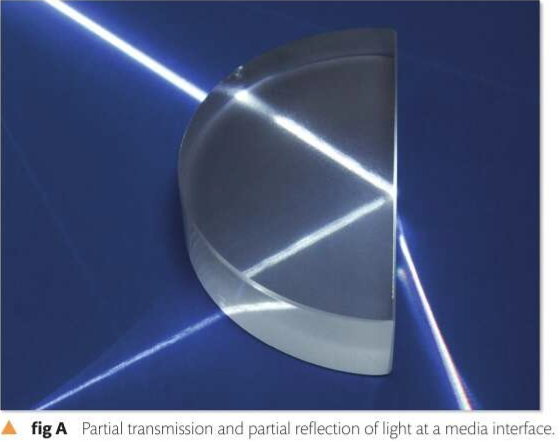 fig A Partial transmission and partial reflection of light at a media interface.